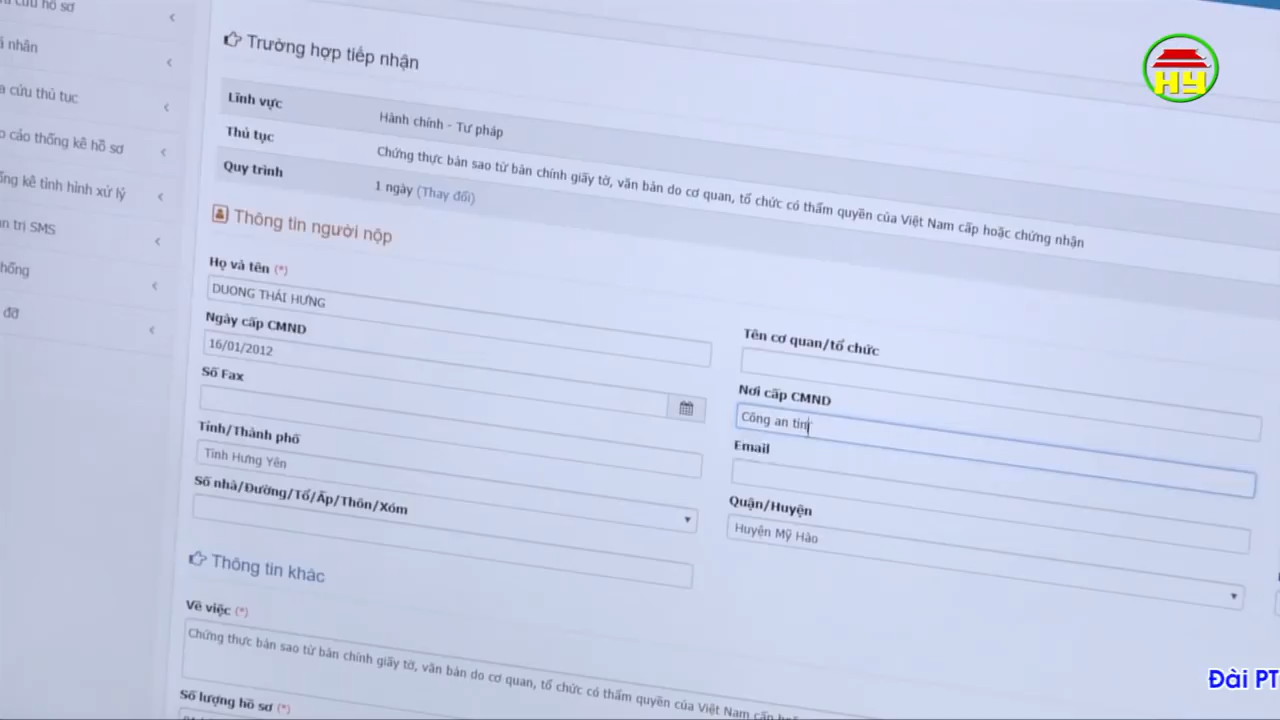 cứu hồ sơ
nhân
cứu thủ tục
cáo thống kê hồ sơ
kê tình hình xử lý
trị SMS
thống
đỡ
Trường hợp tiếp nhận
Lĩnh vực
Hành chính - Tư pháp
Thủ tục
Chứng thực bản sao từ bản chính giấy tờ, văn bản do cơ quan, tổ chức có thẩm quyền của Việt Nam cấp hoặc chứng nhận
Quy trình
1 ngày (Thay đổi)
Thông tin người nộp
Họ và tên (*)
DUONG THÁI HƯNG
Tên cơ quan/tổ chức
Ngày cấp CMND
16/01/2012
Nơi cấp CMND
Công an tin
Số Fax
Email
Tỉnh/Thành phố
Tỉnh Hưng Yên
Quận/Huyện
Huyện Mỹ Hào
Số nhà/Đường/Tổ/Ấp/Thôn/Xóm
Thông tin khác
Về việc (*)
Chứng thực bản sao từ bản chính giấy tờ, văn bản do cơ quan, tổ chức có thẩm quyền của Việt Nam cấp
Số lượng hồ sơ (*)
HY
Đài PT